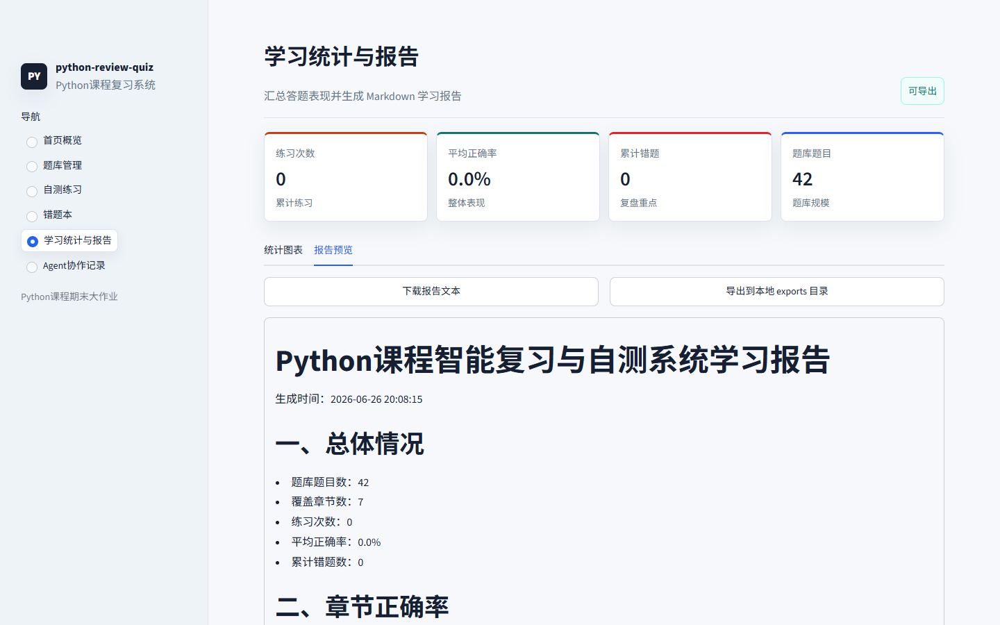 PY
python-review-quiz
Python课程复习系统
导航
首页概览
题库管理
自测练习
错题本
学习统计与报告
Agent协作记录
Python课程期末大作业
学习统计与报告
汇总答题表现并生成 Markdown 学习报告
可导出
练习次数
0
累计练习
平均正确率
0.0%
整体表现
累计错题
0
复盘重点
题库题目
42
题库规模
统计图表
报告预览
下载报告文本
导出到本地 exports 目录
Python课程智能复习与自测系统学习报告
生成时间：2026-06-26 20:08:15
一、总体情况
• 题库题目数：42
• 覆盖章节数：7
• 练习次数：0
• 平均正确率：0.0%
• 累计错题数：0
二、章节正确率